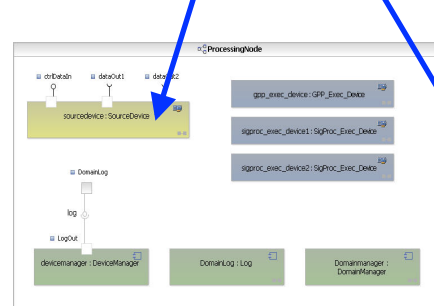 ProcessingNode
ctrlDataIn
dataOut1
sourcedevice : SourceDevice
gpp_exec_device : GPP_Exec_Device
sigproc_exec_device1 : SigProc_Exec_Device
sigproc_exec_device2 : SigProc_Exec_Device
DomainLog
log
LogOut
devicemanager : DeviceManager
DomainLog : Log
Domainmanager :
DomainManager